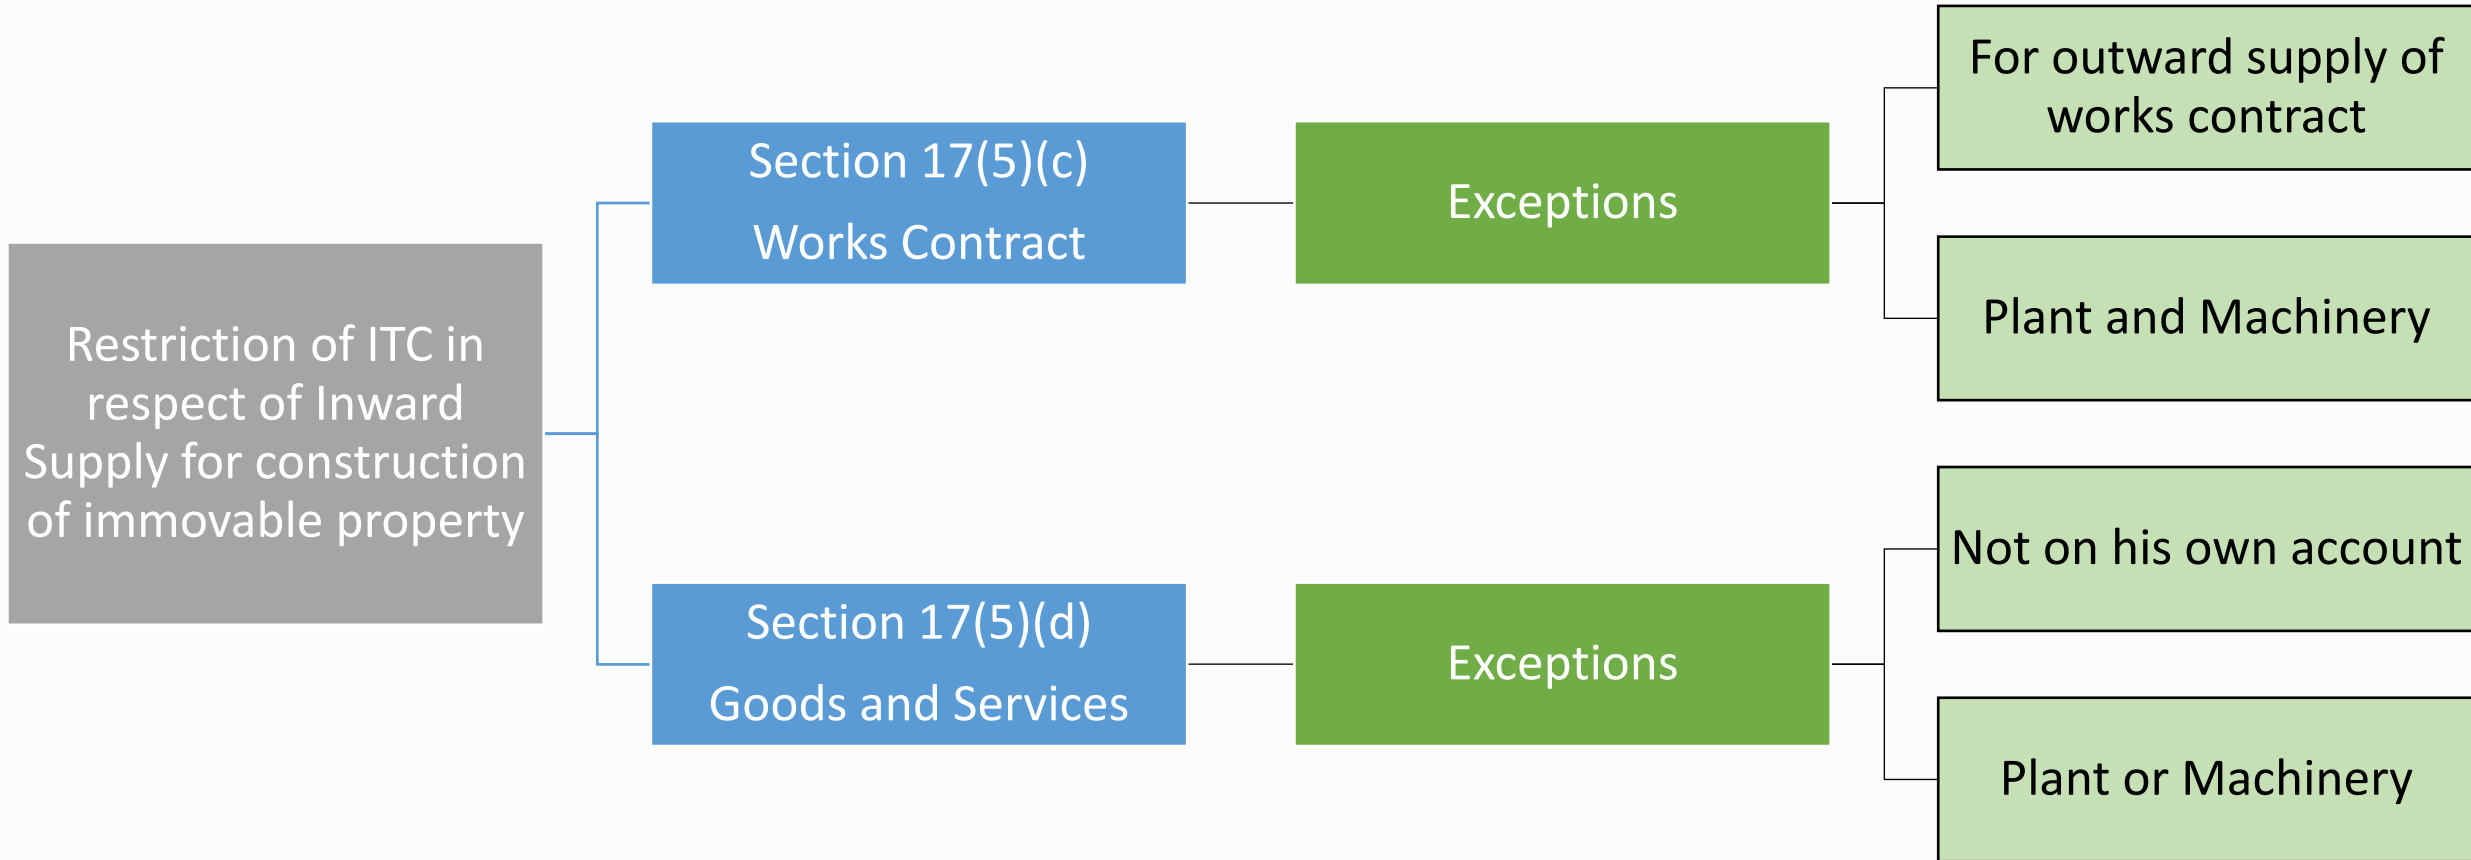 Restriction of ITC in
respect of Inward
Supply for construction
of immovable property
Section 17(5)(c)
Works Contract
Exceptions
For outward supply of
works contract
Plant and Machinery
Section 17(5)(d)
Goods and Services
Exceptions
Not on his own account
Plant or Machinery